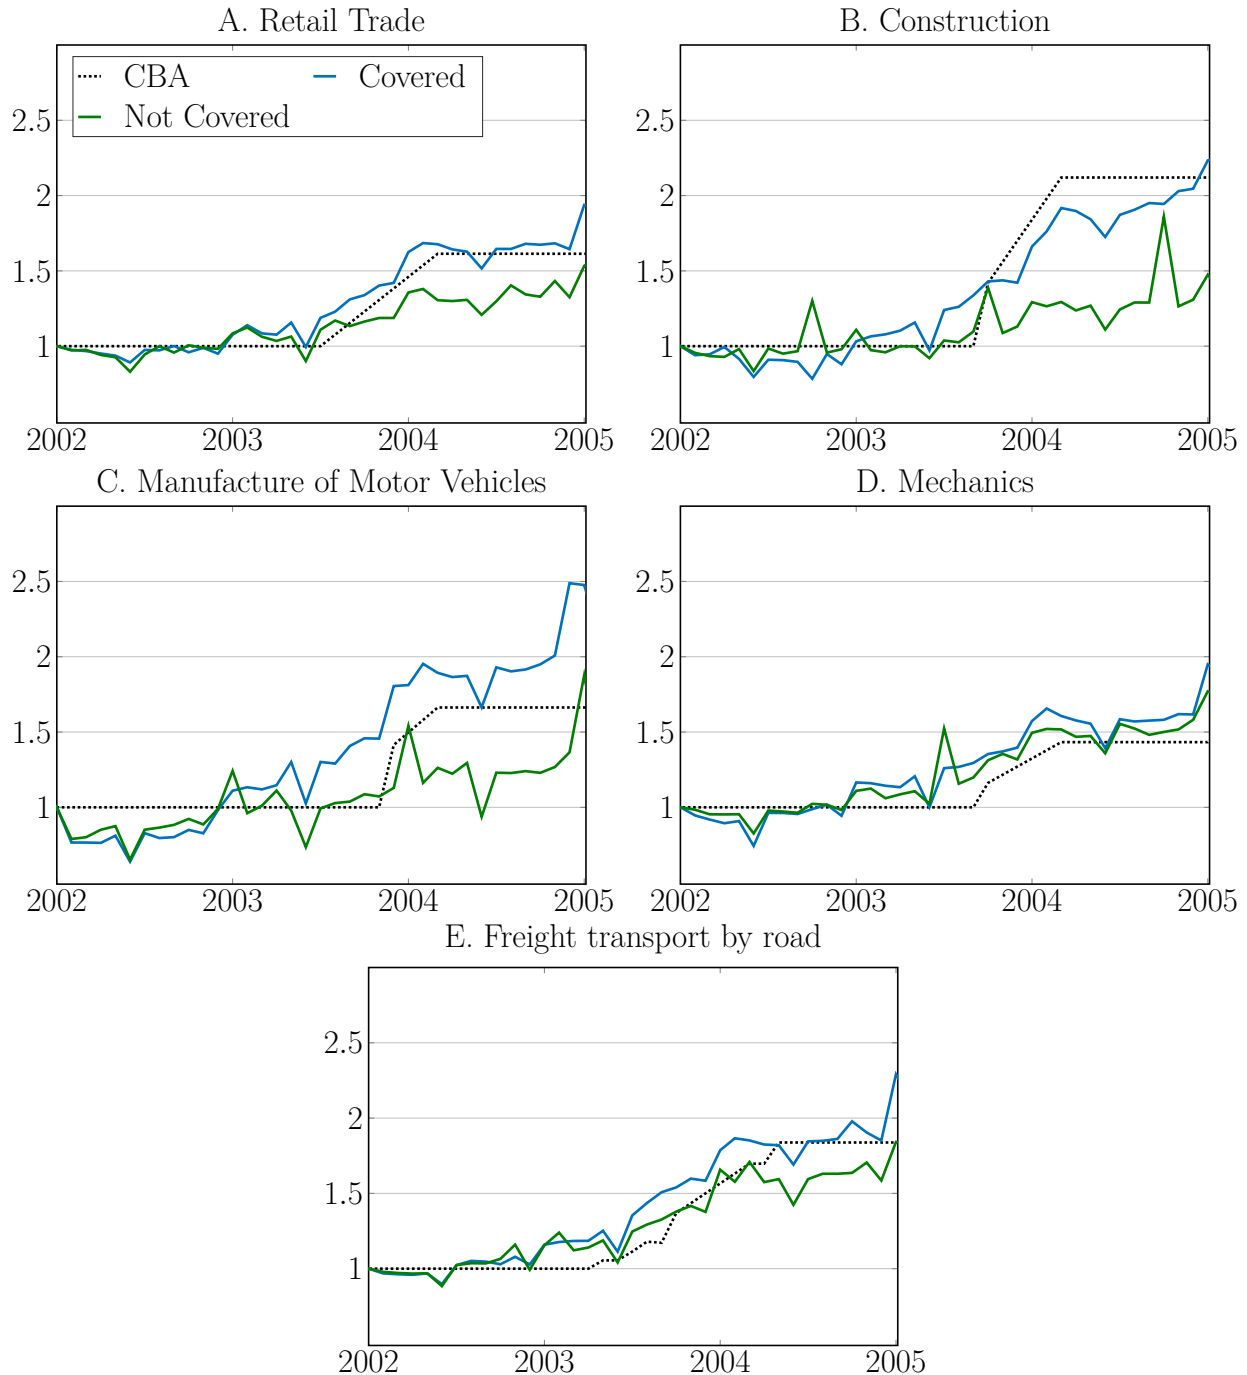 A. Retail Trade
CBA
Covered
Not Covered
2.5
2
1.5
1
2002 2003 2004 2005
B. Construction
2.5
2
1.5
1
2002 2003 2004 2005
C. Manufacture of Motor Vehicles
2.5
2
1.5
1
2002 2003 2004 2005
D. Mechanics
2.5
2
1.5
1
2002 2003 2004 2005
E. Freight transport by road
2.5
2
1.5
1
2002 2003 2004 2005